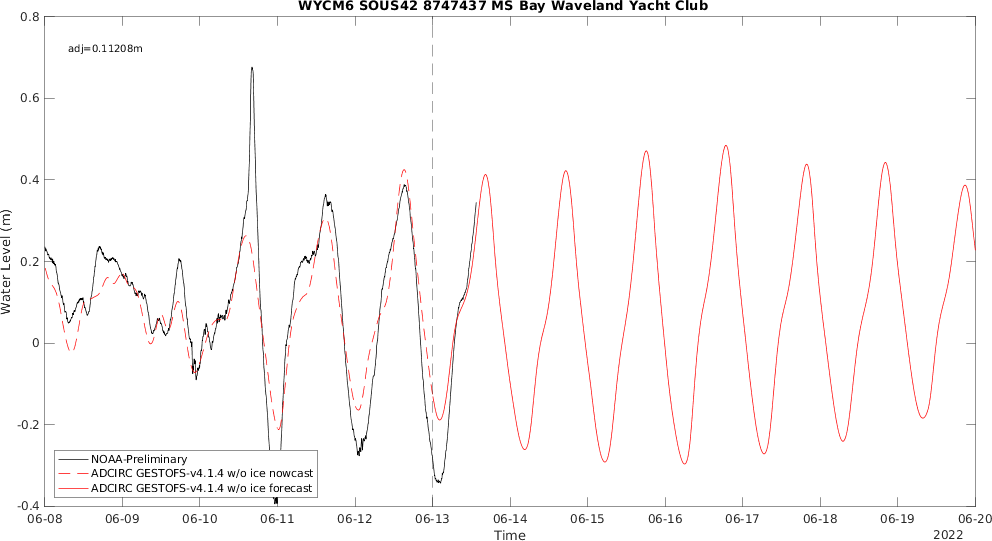 WYCM6 SOUS42 8747437 MS Bay Waveland Yacht Club
adj=0.11208m
0.8
0.6
0.4
0.2
0
-0.2
-0.4
Water Level (m)
NOAA-Preliminary
ADCIRC GESTOFS-v4.1.4 w/o ice nowcast
ADCIRC GESTOFS-v4.1.4 w/o ice forecast
06-08 06-09 06-10 06-11 06-12 06-13 06-14 06-15 06-16 06-17 06-18 06-19 06-20
Time
2022